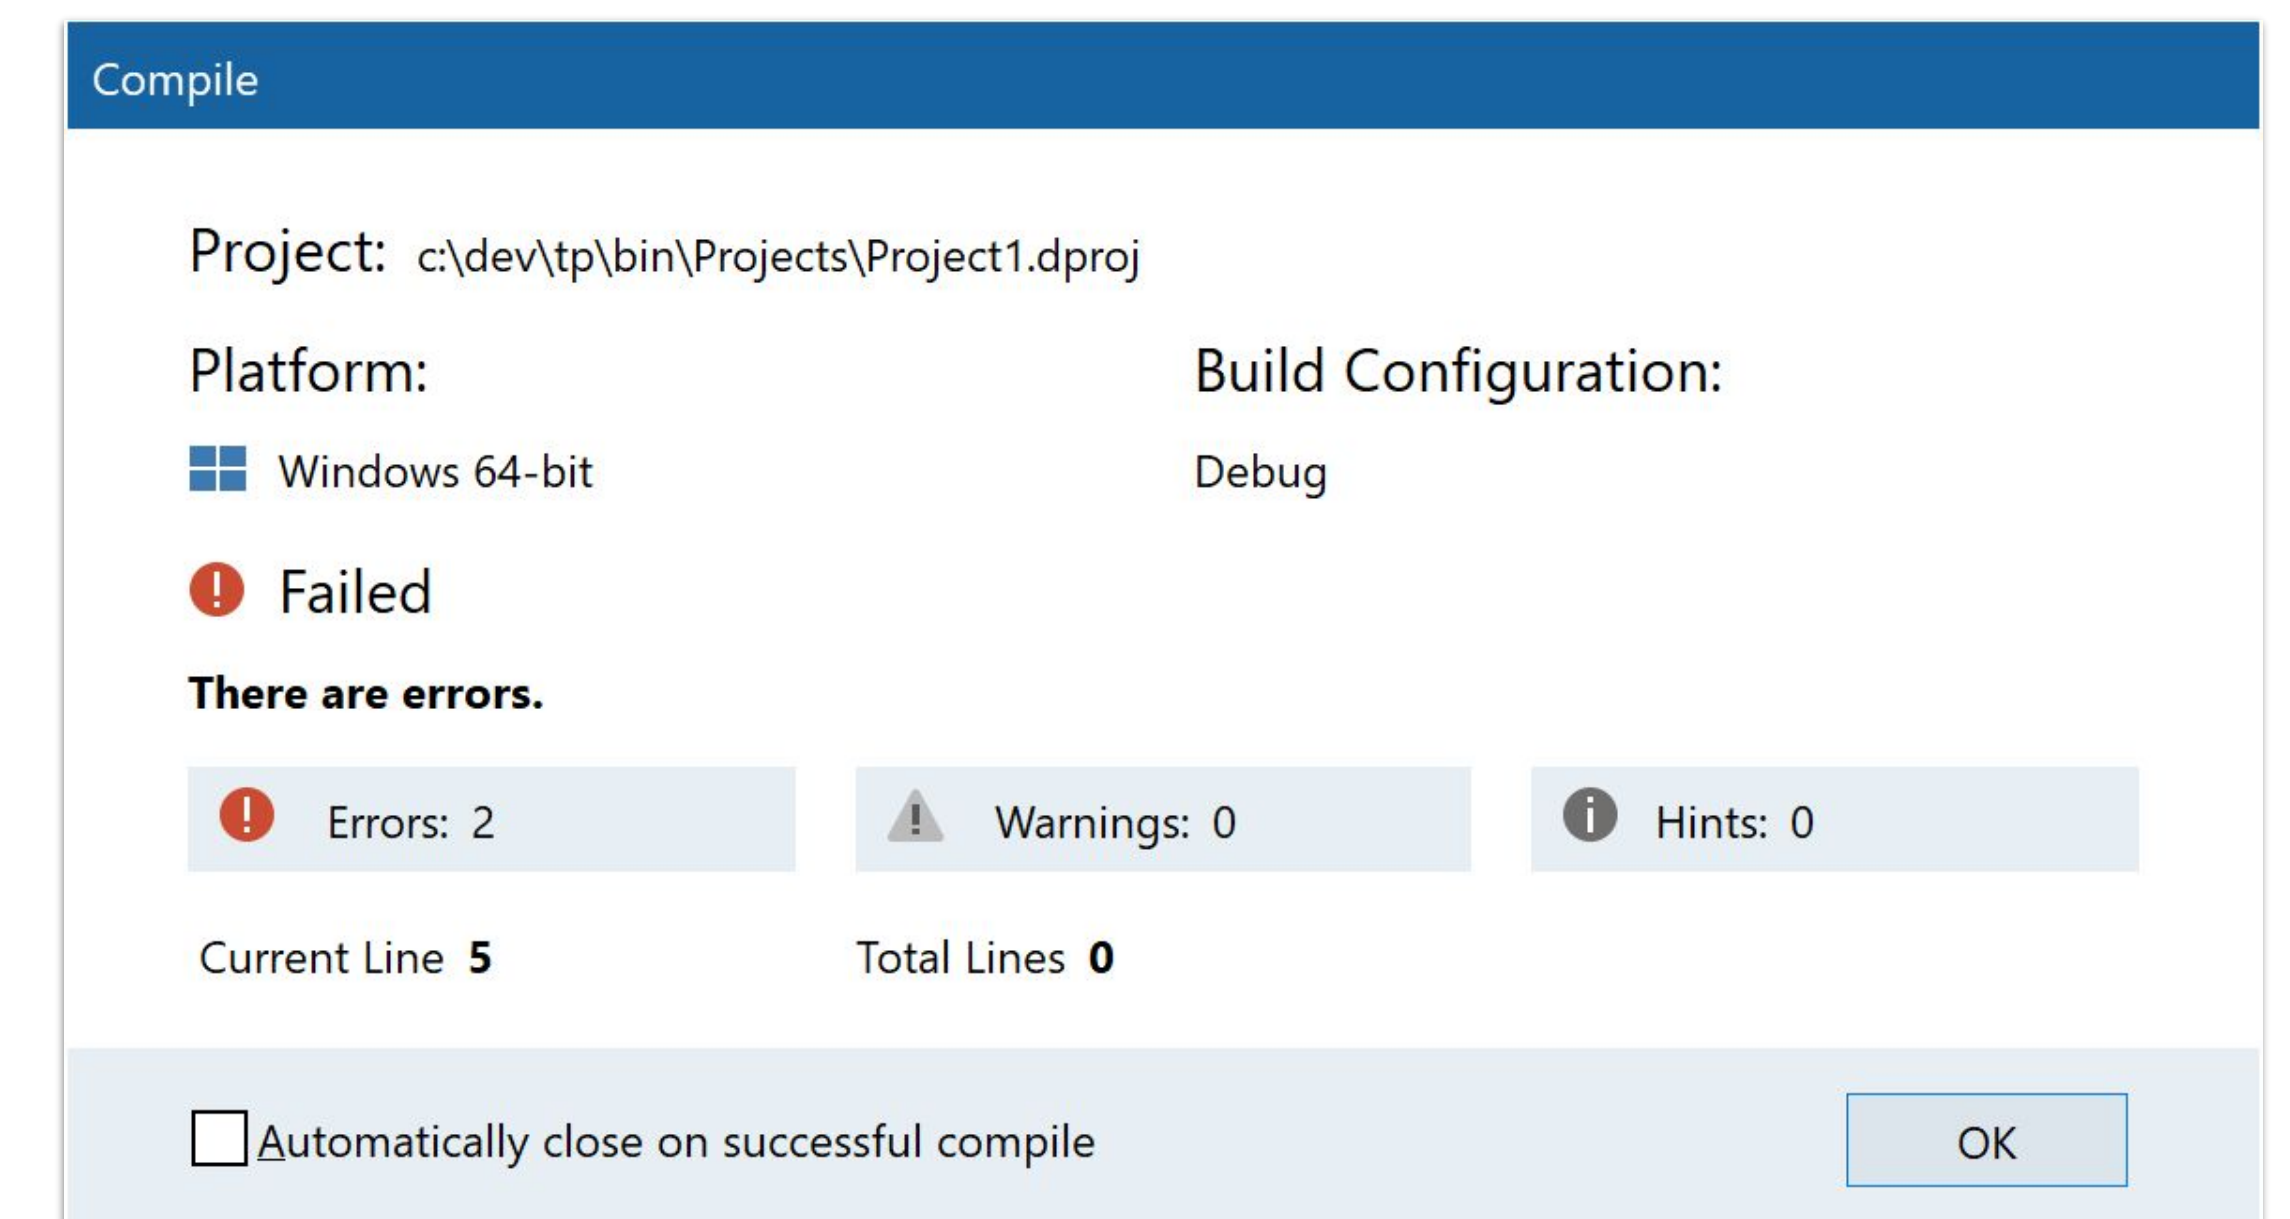 Compile
Project: c:\dev\tp\bin\Projects\Project1.dproj
Platform:
Build Configuration:
Windows 64-bit
Debug
Failed
There are errors.
Errors: 2
Warnings: 0
Hints: 0
Current Line 5
Total Lines 0
Automatically close on successful compile
OK